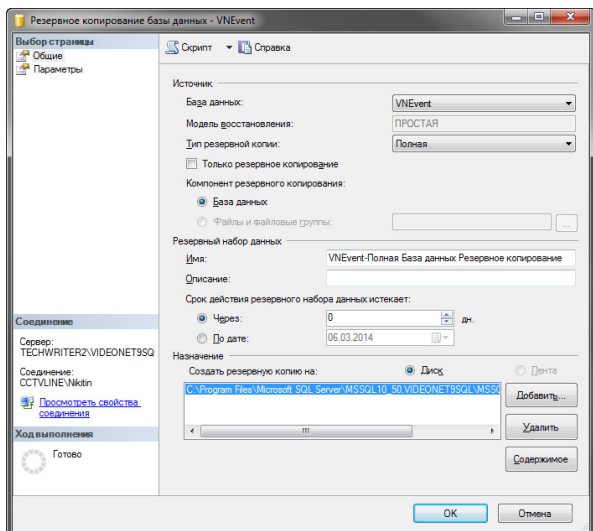 Резервное копирование базы данных - VNEvent
Выбор страницы
Общие
Параметры
Скрипт
Справка
Источник
База данных:
VNEvent
Модель восстановления:
ПРОСТАЯ
Тип резервной копии:
Полная
Только резервное копирование
Компонент резервного копирования:
База данных
Файлы и файловые группы:
...
Резервный набор данных
Имя:
VNEvent-Полная База данных Резервное копирование
Описание:
Срок действия резервного набора данных истекает:
Через:
0
дн.
По дате:
06.03.2014
Назначение
Создать резервную копию на:
Диск
Лента
C:\Program Files\Microsoft SQL Server\MSSQL10_50.VIDEONET9SQL\MSSQ
Добавить...
Удалить
Содержимое
Соединение
Сервер:
TECHWRITER2\VIDEONET9SQ
Соединение:
CCTVLINE\Nikitin
Просмотреть свойства
соединения
Ход выполнения
Готово
OK
Отмена